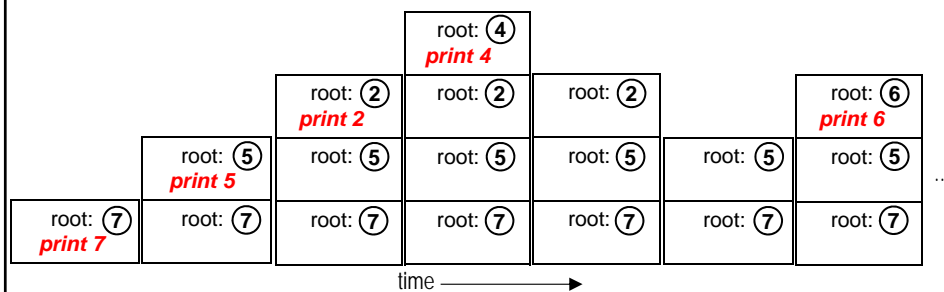 root: 4
print 4
root: 2 root: 2 root: 2 root: 6
print 2 print 6
root: 5 root: 5 root: 5 root: 5 root: 5 root: 5
print 5 ..
root: 7 root: 7 root: 7 root: 7 root: 7 root: 7 root: 7
print 7
time